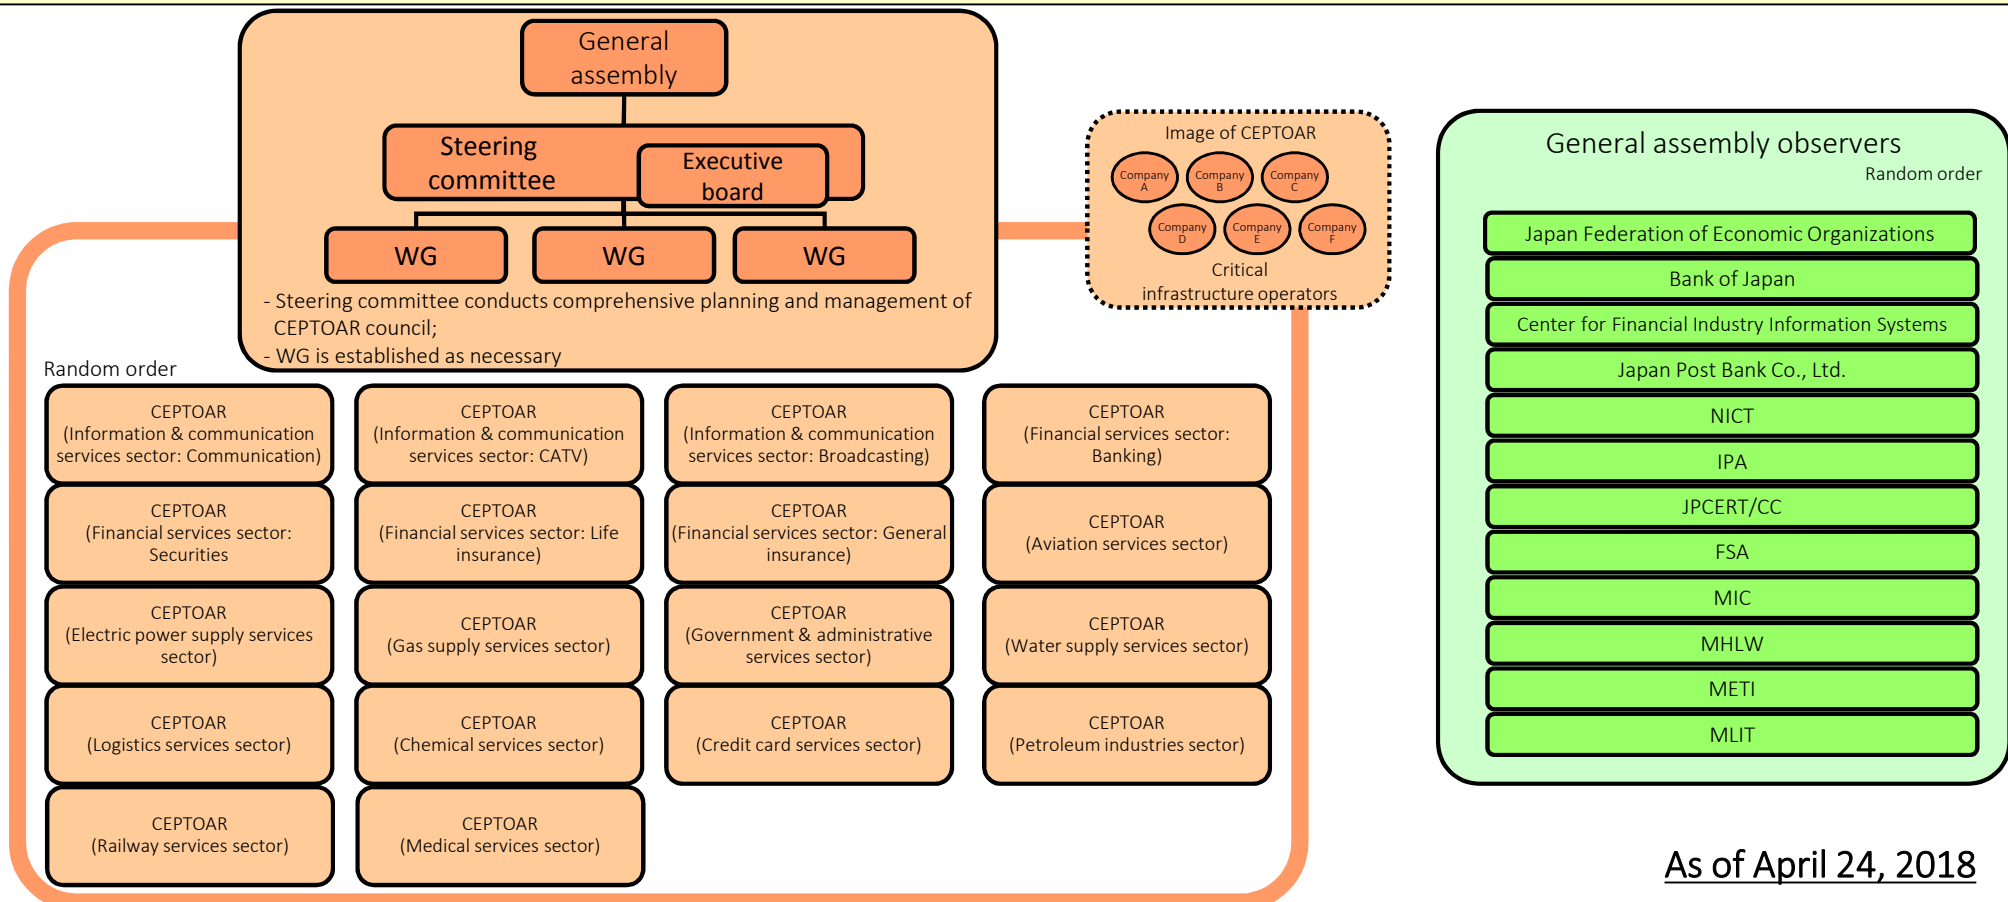 General
assembly
Steering
committee
Executive
board
WG
WG
WG
- Steering committee conducts comprehensive planning and management of
CEPTOAR council;
- WG is established as necessary
Image of CEPTOAR
Company
A
Company
B
Company
C
Company
D
Company
E
Company
F
Critical
infrastructure operators
Random order
CEPTOAR
(Information & communication
services sector: Communication)
CEPTOAR
(Information & communication
services sector: CATV)
CEPTOAR
(Information & communication
services sector: Broadcasting)
CEPTOAR
(Financial services sector:
Banking)
CEPTOAR
(Financial services sector:
Securities
CEPTOAR
(Financial services sector: Life
insurance)
CEPTOAR
(Financial services sector: General
insurance)
CEPTOAR
(Aviation services sector)
CEPTOAR
(Electric power supply services
sector)
CEPTOAR
(Gas supply services sector)
CEPTOAR
(Government & administrative
services sector)
CEPTOAR
(Water supply services sector)
CEPTOAR
(Logistics services sector)
CEPTOAR
(Chemical services sector)
CEPTOAR
(Credit card services sector)
CEPTOAR
(Petroleum industries sector)
CEPTOAR
(Railway services sector)
CEPTOAR
(Medical services sector)
General assembly observers
Random order
Japan Federation of Economic Organizations
Bank of Japan
Center for Financial Industry Information Systems
Japan Post Bank Co., Ltd.
NICT
IPA
JPCERT/CC
FSA
MIC
MHLW
METI
MLIT
As of April 24, 2018